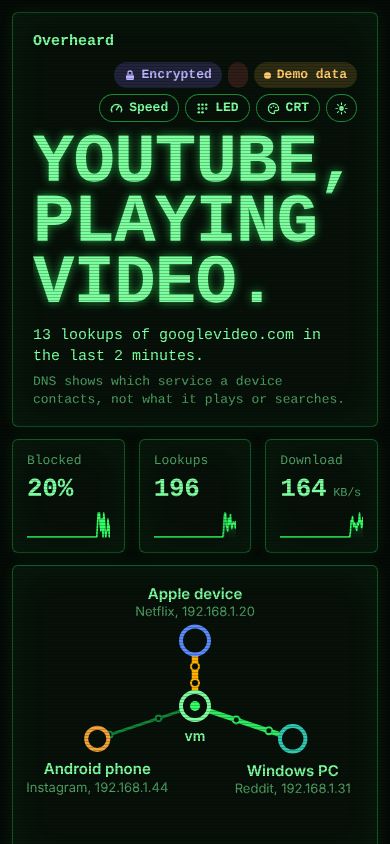 Overheard
Encrypted
Demo data
Speed
LED
CRT
YOUTUBE,
PLAYING
VIDEO.
13 lookups of googlevideo.com in
the last 2 minutes.
DNS shows which service a device
contacts, not what it plays or searches.
Blocked
Lookups
Download
20%
196
164 KB/s
Apple device
Netflix, 192.168.1.20
vm
Android phone
Windows PC
Instagram, 192.168.1.44
Reddit, 192.168.1.31